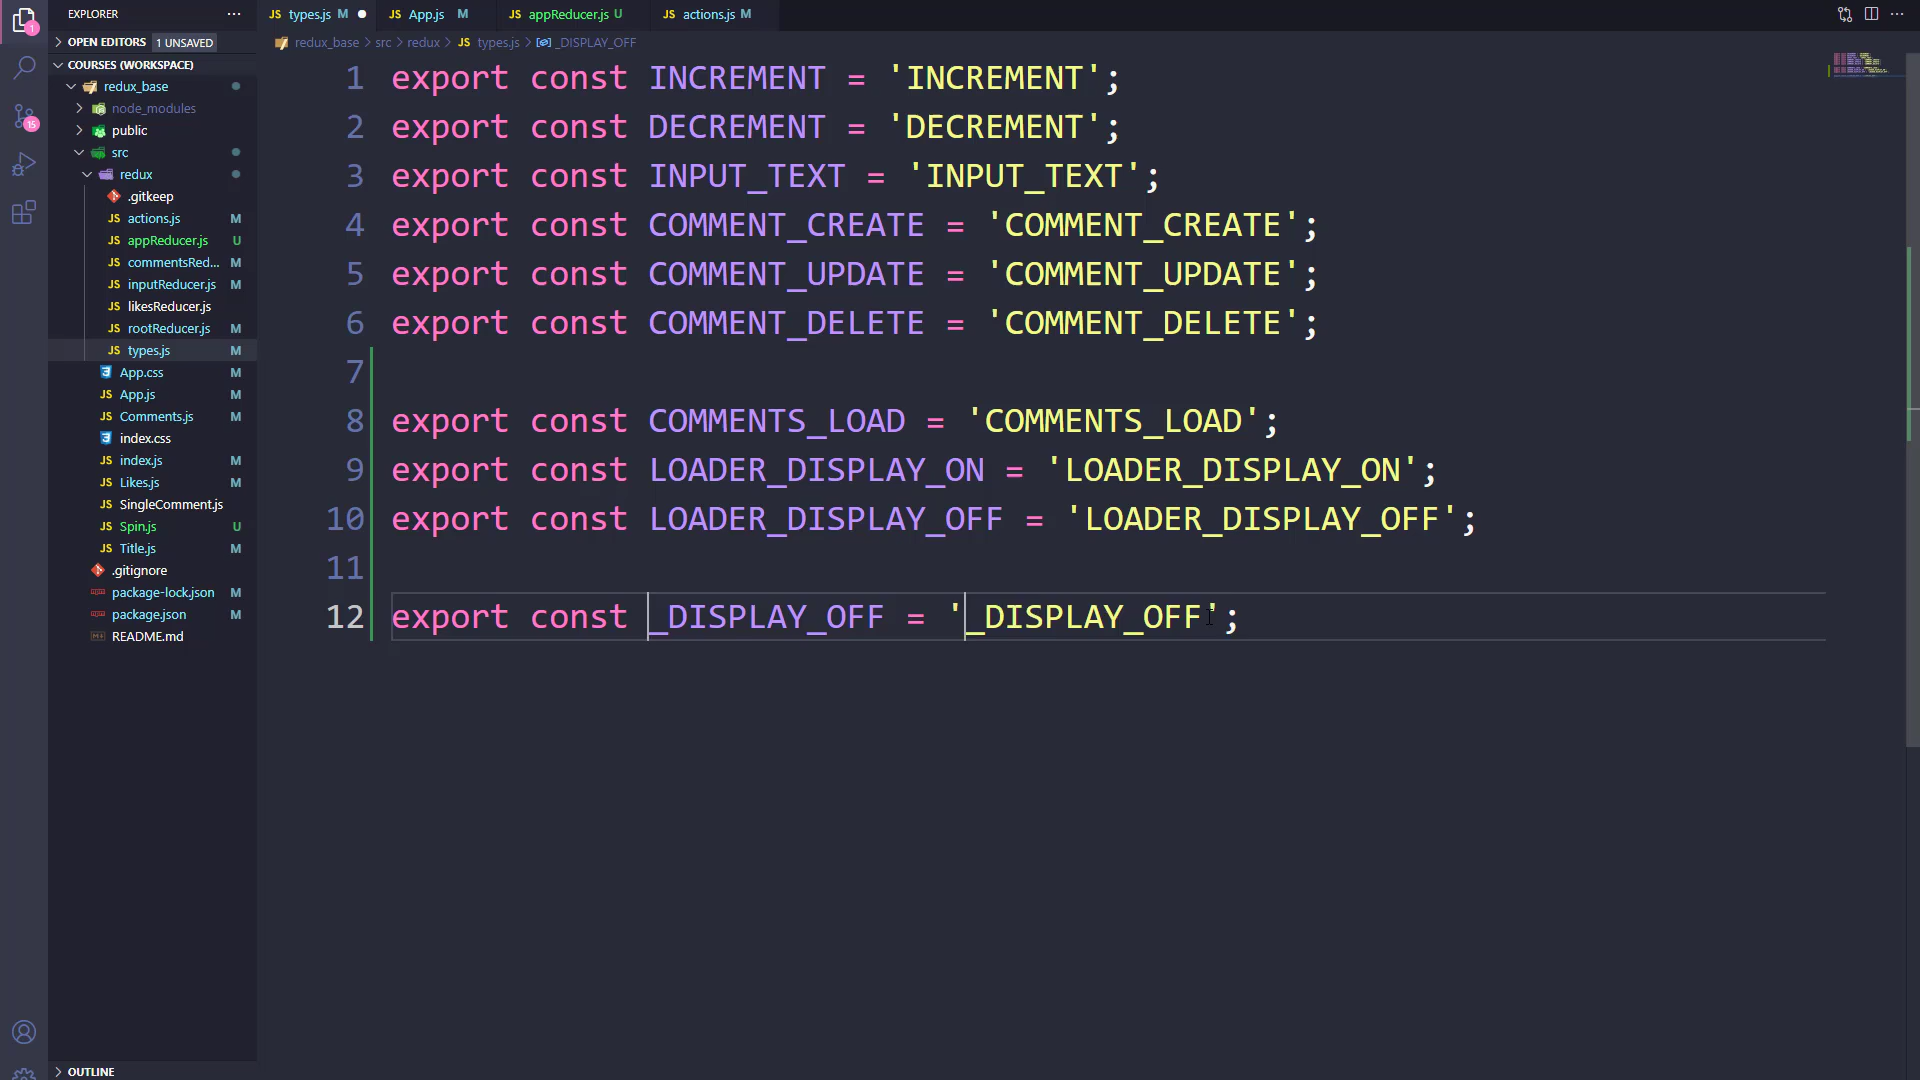 EXPLORER
OPEN EDITORS 1 UNSAVED
COURSES (WORKSPACE)
redux_base
node_modules
public
src
redux
.gitkeep
actions.js M
appReducer.js U
commentsRed... M
inputReducer.js M
likesReducer.js
rootReducer.js M
types.js M
App.css M
App.js M
Comments.js M
index.css
index.js M
Likes.js M
SingleComment.js
Spin.js U
Title.js M
.gitignore
package-lock.json M
package.json M
README.md
OUTLINE
1
15
JS types.js M JS App.js M JS appReducer.js U JS actions.js M
redux_base > src > redux > JS types.js > _DISPLAY_OFF
1 export const INCREMENT = 'INCREMENT';
2 export const DECREMENT = 'DECREMENT';
3 export const INPUT_TEXT = 'INPUT_TEXT';
4 export const COMMENT_CREATE = 'COMMENT_CREATE';
5 export const COMMENT_UPDATE = 'COMMENT_UPDATE';
6 export const COMMENT_DELETE = 'COMMENT_DELETE';
7
8 export const COMMENTS_LOAD = 'COMMENTS_LOAD';
9 export const LOADER_DISPLAY_ON = 'LOADER_DISPLAY_ON';
10 export const LOADER_DISPLAY_OFF = 'LOADER_DISPLAY_OFF';
11
12 export const _DISPLAY_OFF = '_DISPLAY_OFF';